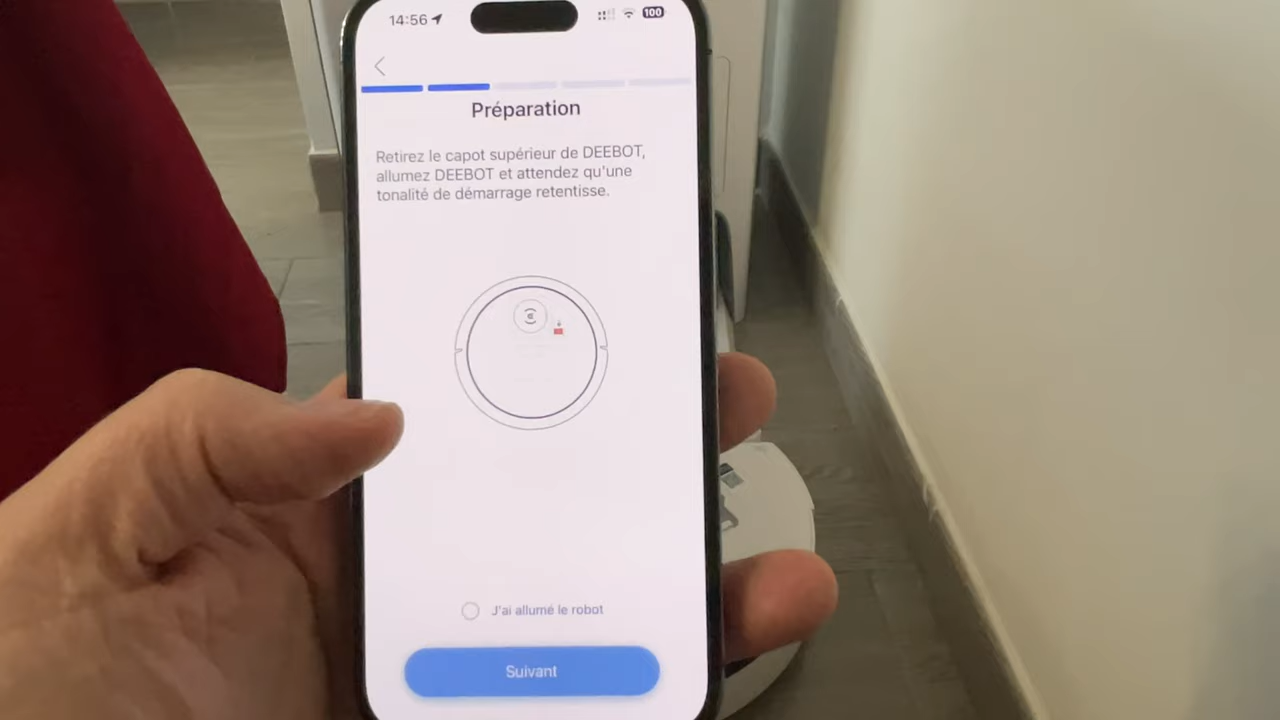 14:56
100
Préparation
Retirez le capot supérieur de DEEBOT,
allumez DEEBOT et attendez qu'une
tonalité de démarrage retentisse.
J'ai allumé le robot
Suivant